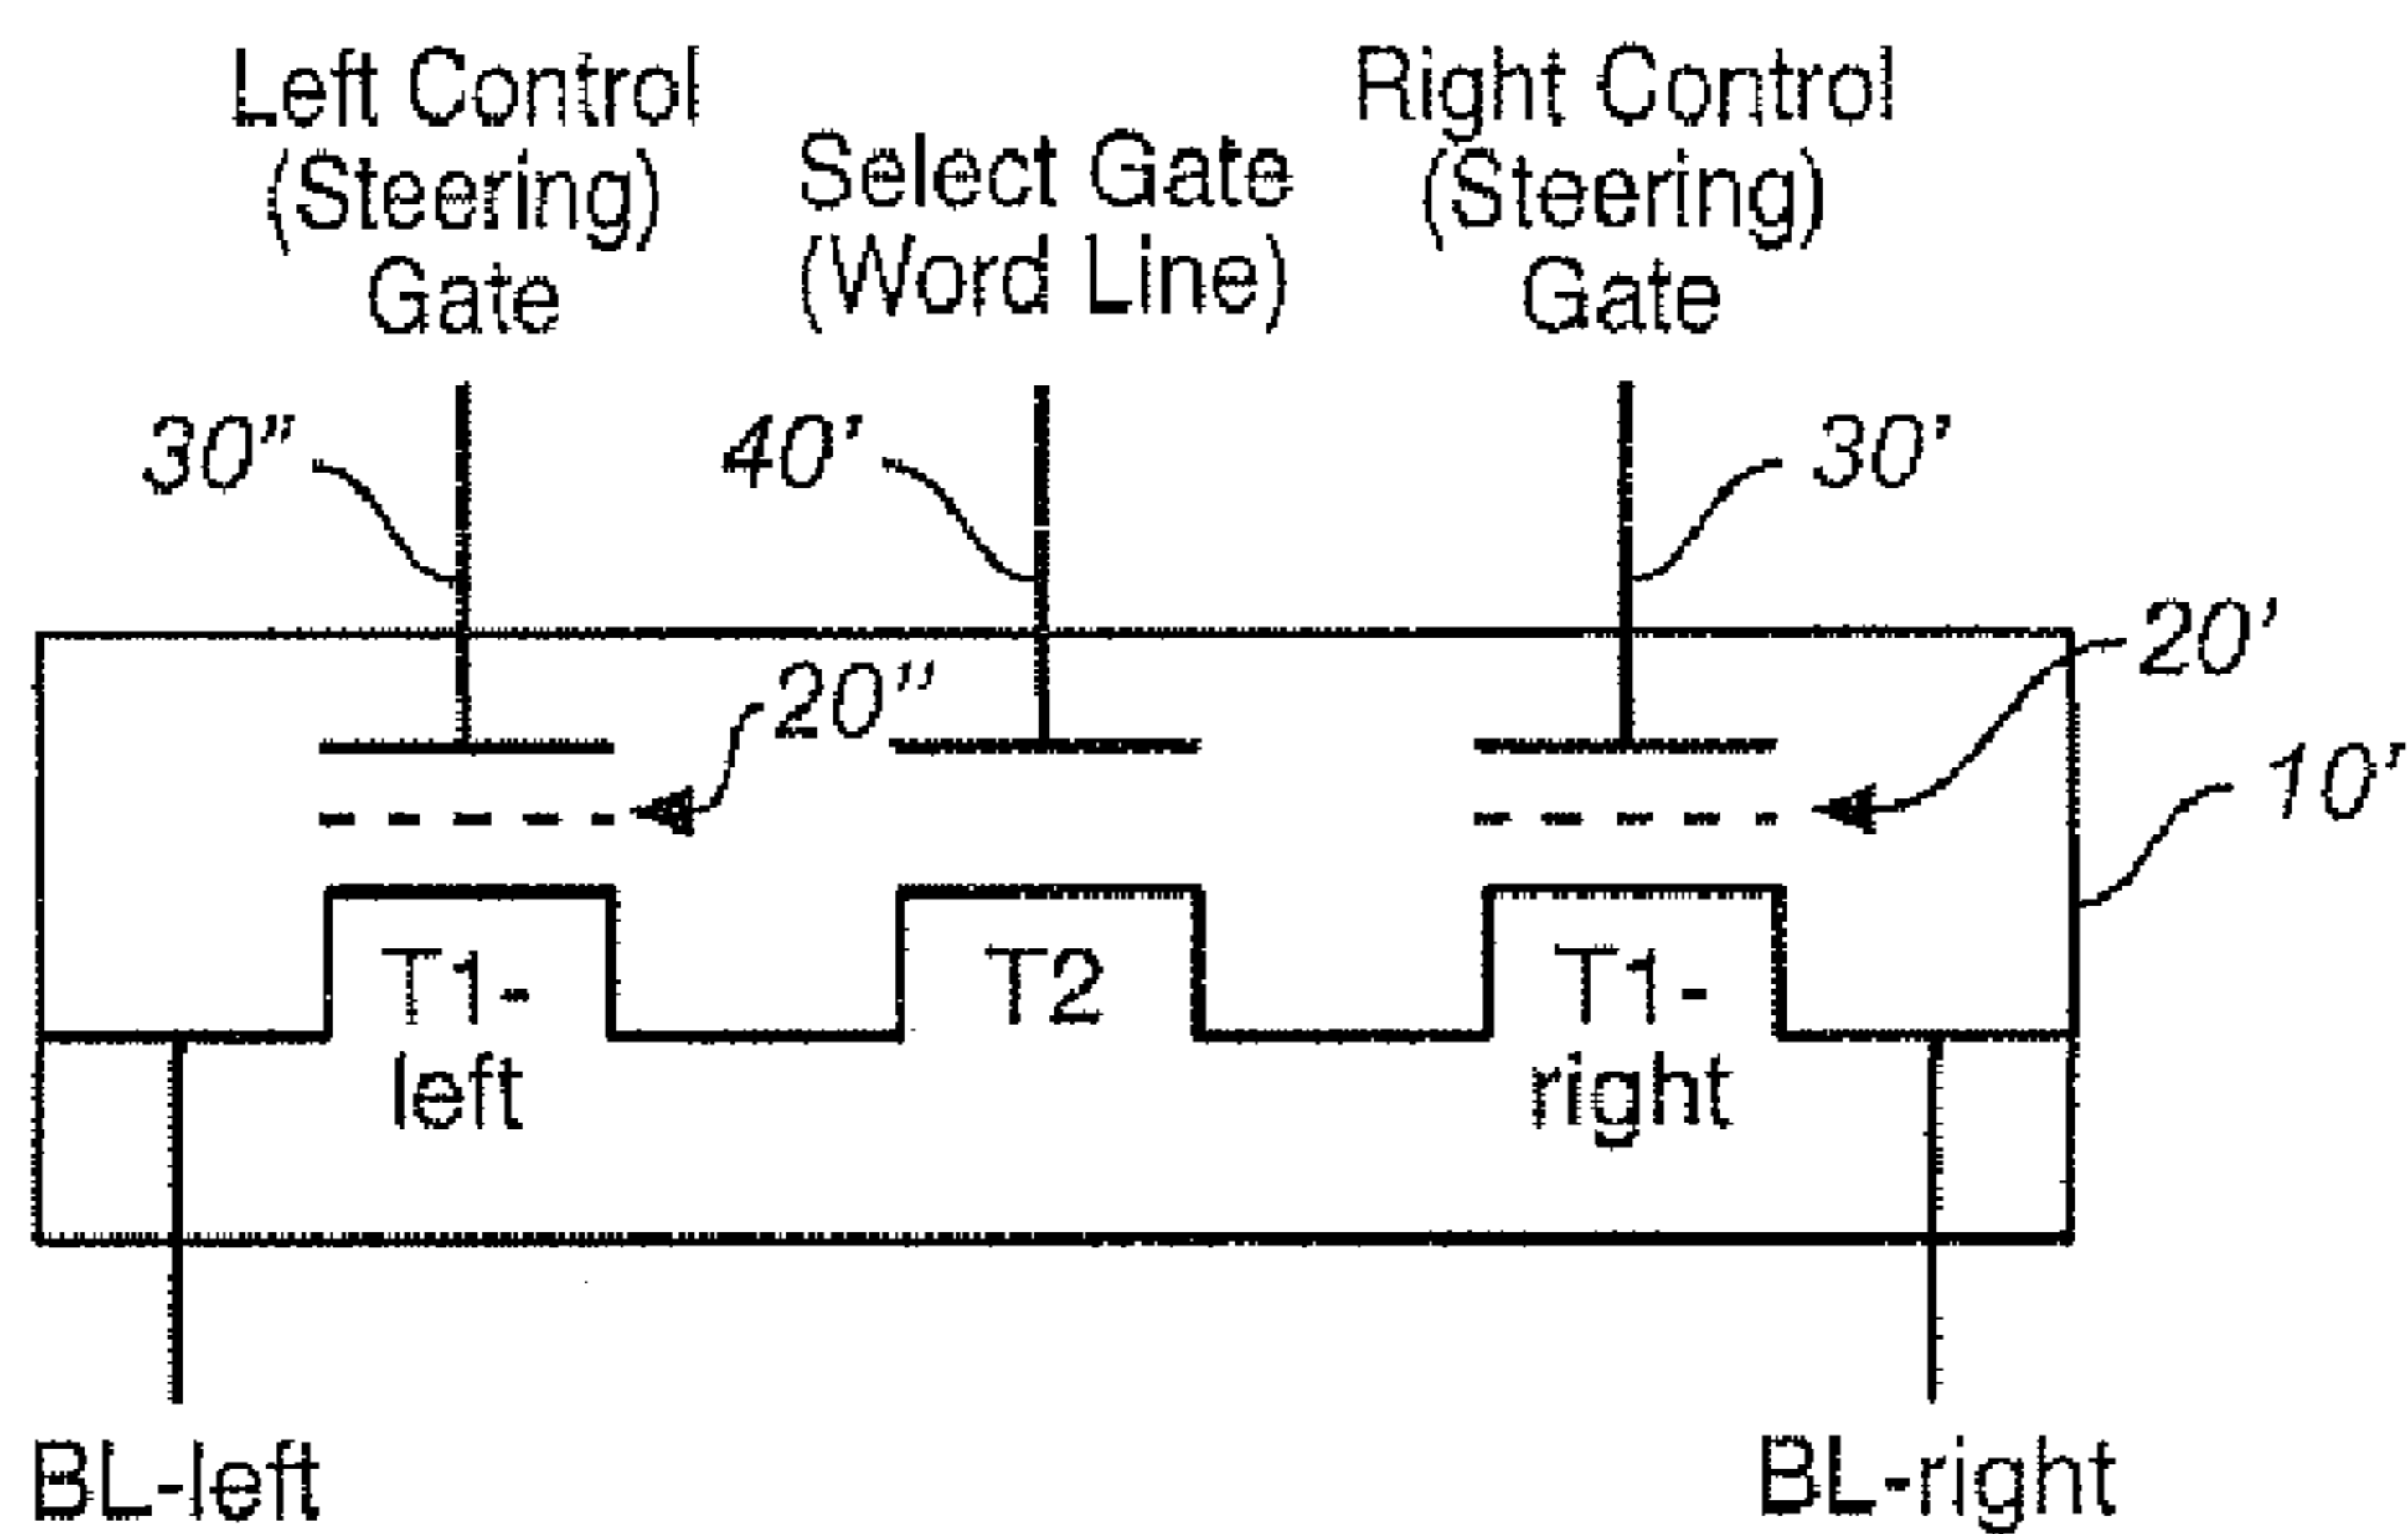 Left Control
(Steering)
Gate
Select Gate
(Word Line)
Right Control
(Steering)
Gate
30"
40'
30'
20"
20'
10'
T1-
left
T2
T1-
right
BL-left
BL-right